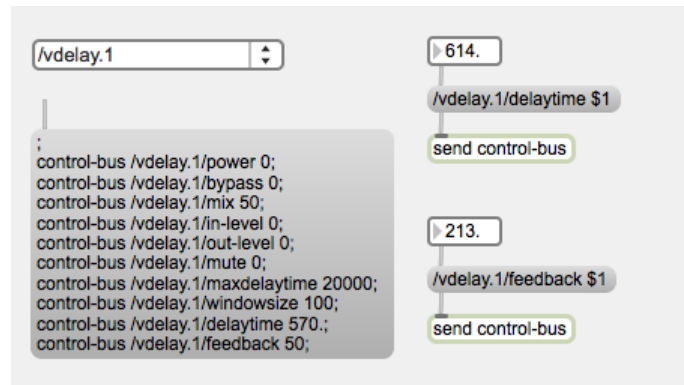 /vdelay.1
;
control-bus /vdelay.1/power 0;
control-bus /vdelay.1/bypass 0;
control-bus /vdelay.1/mix 50;
control-bus /vdelay.1/in-level 0;
control-bus /vdelay.1/out-level 0;
control-bus /vdelay.1/mute 0;
control-bus /vdelay.1/maxdelaytime 20000;
control-bus /vdelay.1/windowsize 100;
control-bus /vdelay.1/delaytime 570.;
control-bus /vdelay.1/feedback 50;
614.
/vdelay.1/delaytime $1
send control-bus
213.
/vdelay.1/feedback $1
send control-bus